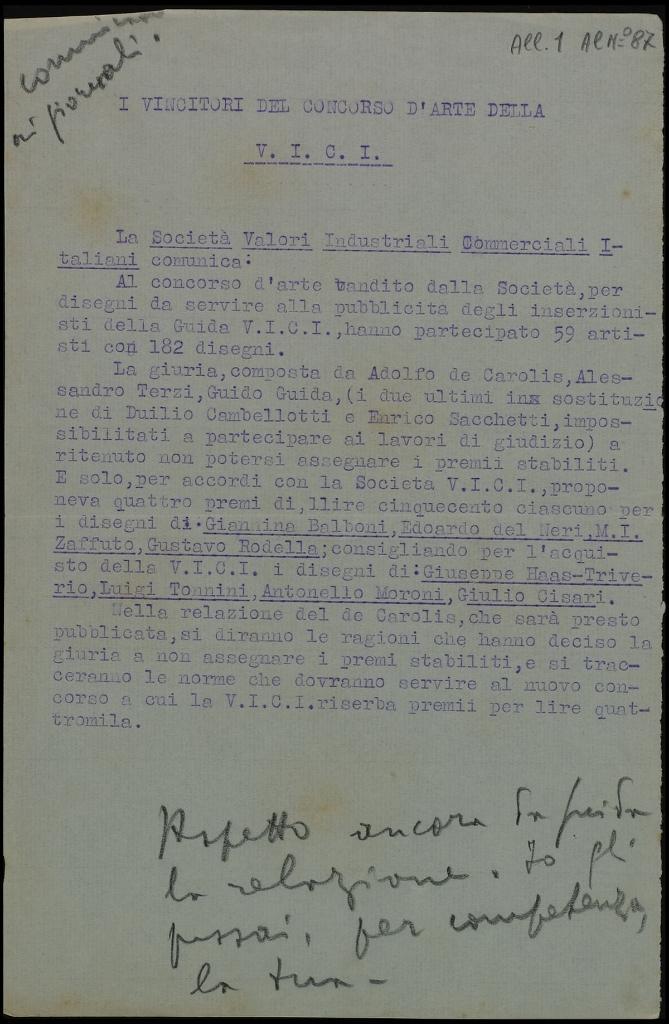 All. 1 Al N.º 87
ai giornali.
I VINCITORI DEL CONCORSO D'ARTE DELLA
V. I. C. I.
La Società Valori Industriali Commerciali I-
taliani comunica:
Al concorso d'arte bandito dalla Società,per
disegni da servire alla pubblicita degli inserzioni-
sti della Guida V.I.C.I.,hanno partecipato 59 arti-
sti con 182 disegni.
La giuria,composta da Adolfo de Carolis,Ales-
sandro Terzi,Guido Guida,(i due ultimi inx sostituzio
ne di Duilio Cambellotti e Enrico Sacchetti,impos-
sibilitati a partecipare ai lavori di giudizio) a
ritenuto non potersi assegnare i premii stabiliti.
E solo,per accordi con la Societa V.I.C.I.,propo-
neva quattro premi di,llire cinquecento ciascuno per
i disegni di:Giannina Balboni,Edoardo del Neri,M.I.
Zaffuto,Gustavo Rodella;consigliando per l'acqui-
sto della V.I.C.I. i disegni di:Giuseppe Haas-Trive-
rio,Luigi Tonnini,Antonello Moroni,Giulio Cisari.
Nella relazione del de Carolis,che sarà presto
pubblicata,si diranno le ragioni che hanno deciso la
giuria a non assegnare i premi stabiliti,e si trac-
ceranno le norme che dovranno servire al nuovo con-
corso a cui la V.I.C.I.riserba premii per lire quat-
tromila.
Aspetto ancora da Guida
la relazione. Io gli
passai, per competenza,
la tua -